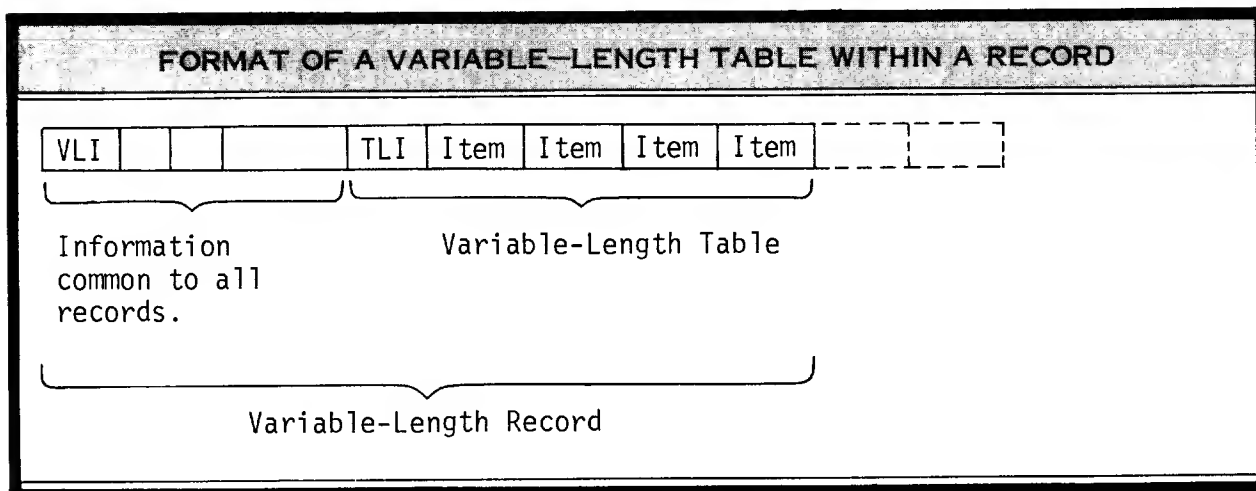 FORMAT OF A VARIABLE—LENGTH TABLE WITHIN A RECORD
VLI TLI Item Item Item Item
Information
common to all
records.
Variable-Length Table
Variable-Length Record